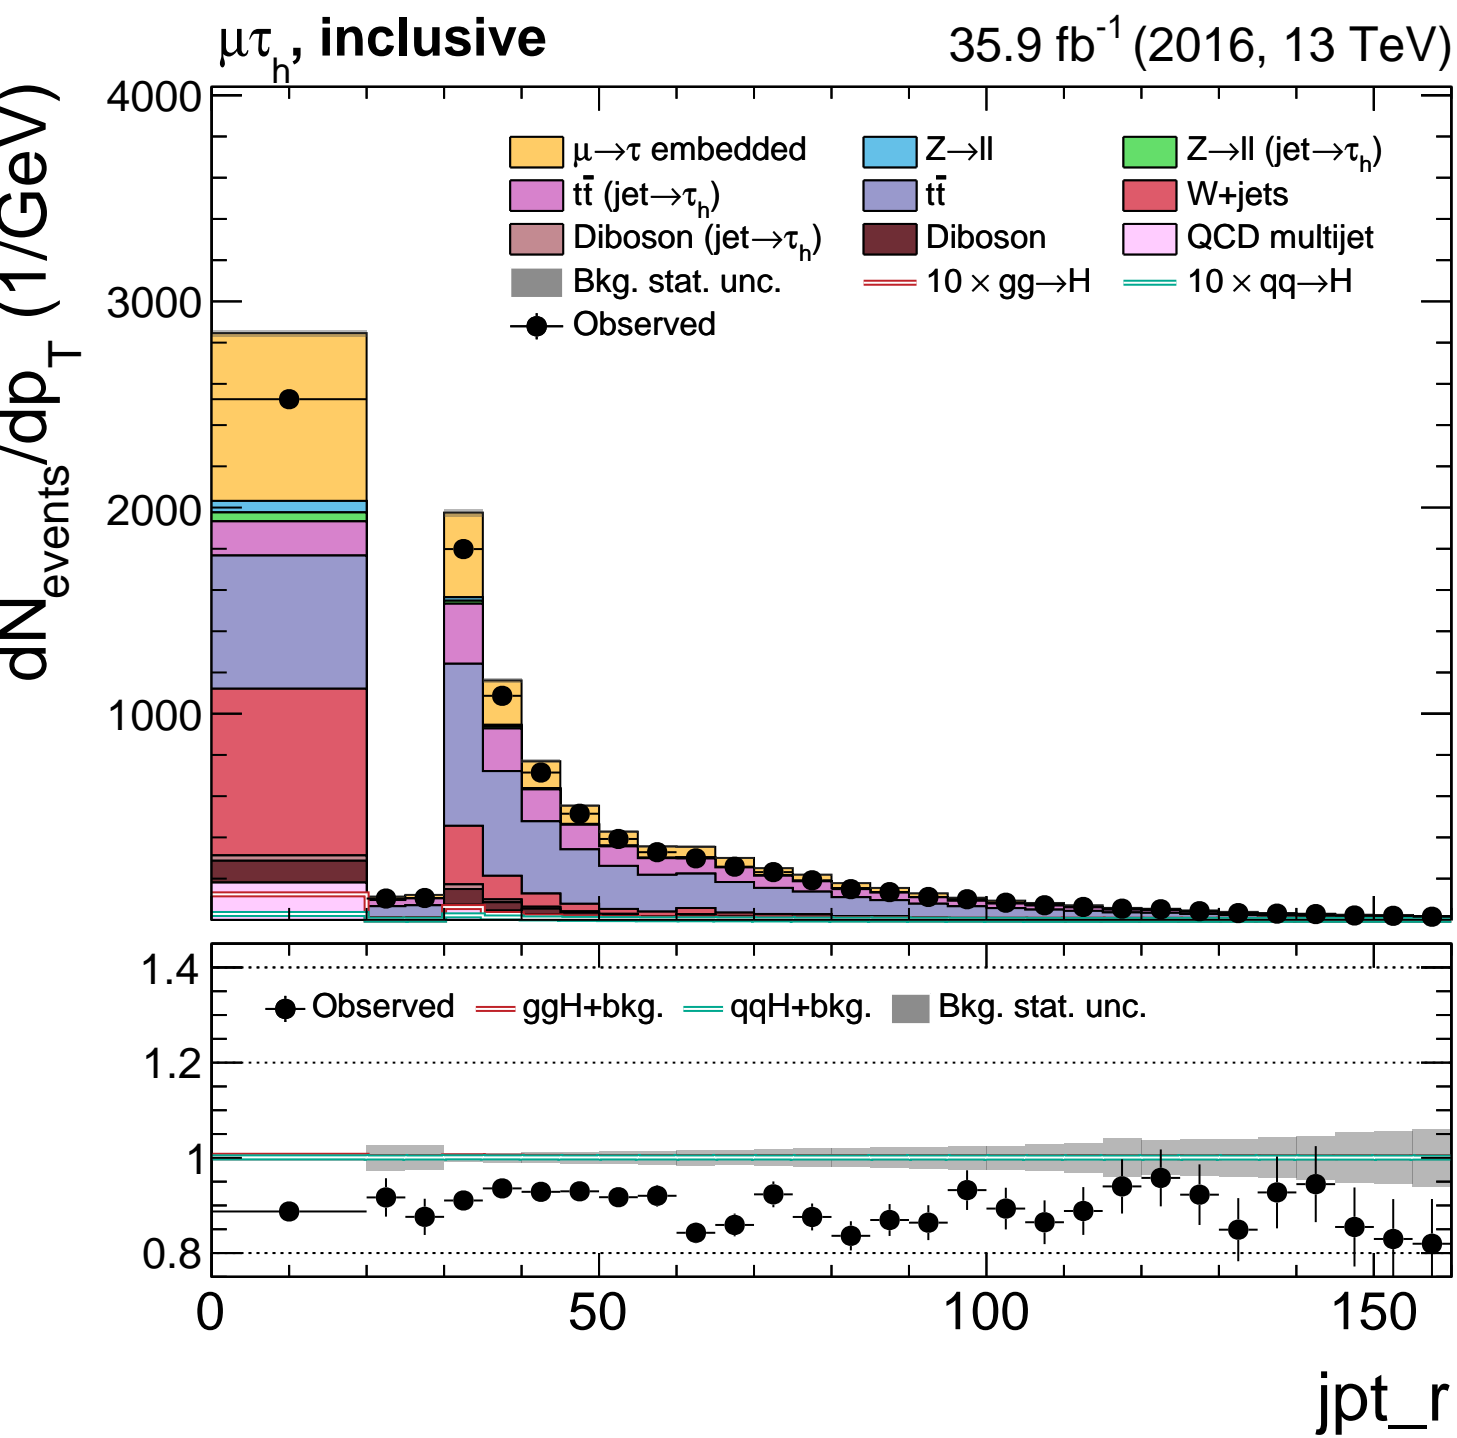 μτh, inclusive
35.9 fb-1 (2016, 13 TeV)
dNevents/dpT (1/GeV)
4000
3000
2000
1000
μ→τ embedded
Z→ll
Z→ll (jet→τh)
tt̄ (jet→τh)
tt̄
W+jets
Diboson (jet→τh)
Diboson
QCD multijet
Bkg. stat. unc.
10 × gg→H
10 × qq→H
Observed
1.4
1.2
1
0.8
Observed
ggH+bkg.
qqH+bkg.
Bkg. stat. unc.
0
50
100
150
jpt_r